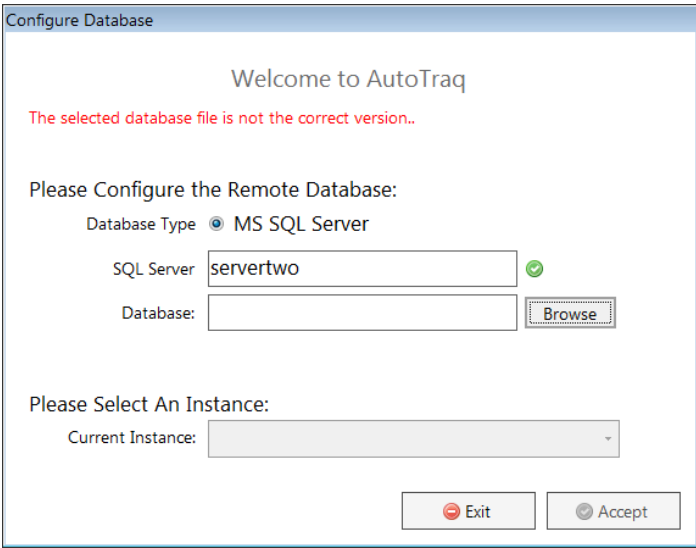 Configure Database
Welcome to AutoTraq
The selected database file is not the correct version..
Please Configure the Remote Database:
Database Type MS SQL Server
SQL Server servertwo
Database: Browse
Please Select An Instance:
Current Instance:
Exit Accept